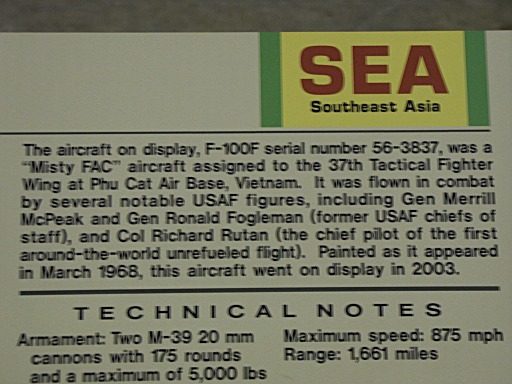 SEA
Southeast Asia
The aircraft on display, F-100F serial number 56-3837, was a
"Misty FAC" aircraft assigned to the 37th Tactical Fighter
Wing at Phu Cat Air Base, Vietnam. It was flown in combat
by several notable USAF figures, including Gen Merrill
McPeak and Gen Ronald Fogleman (former USAF chiefs of
staff), and Col Richard Rutan (the chief pilot of the first
around-the-world unrefueled flight). Painted as it appeared
in March 1968, this aircraft went on display in 2003.
TECHNICAL NOTES
Armament: Two M-39 20 mm
cannons with 175 rounds
and a maximum of 5,000 lbs
Maximum speed: 875 mph
Range: 1,661 miles